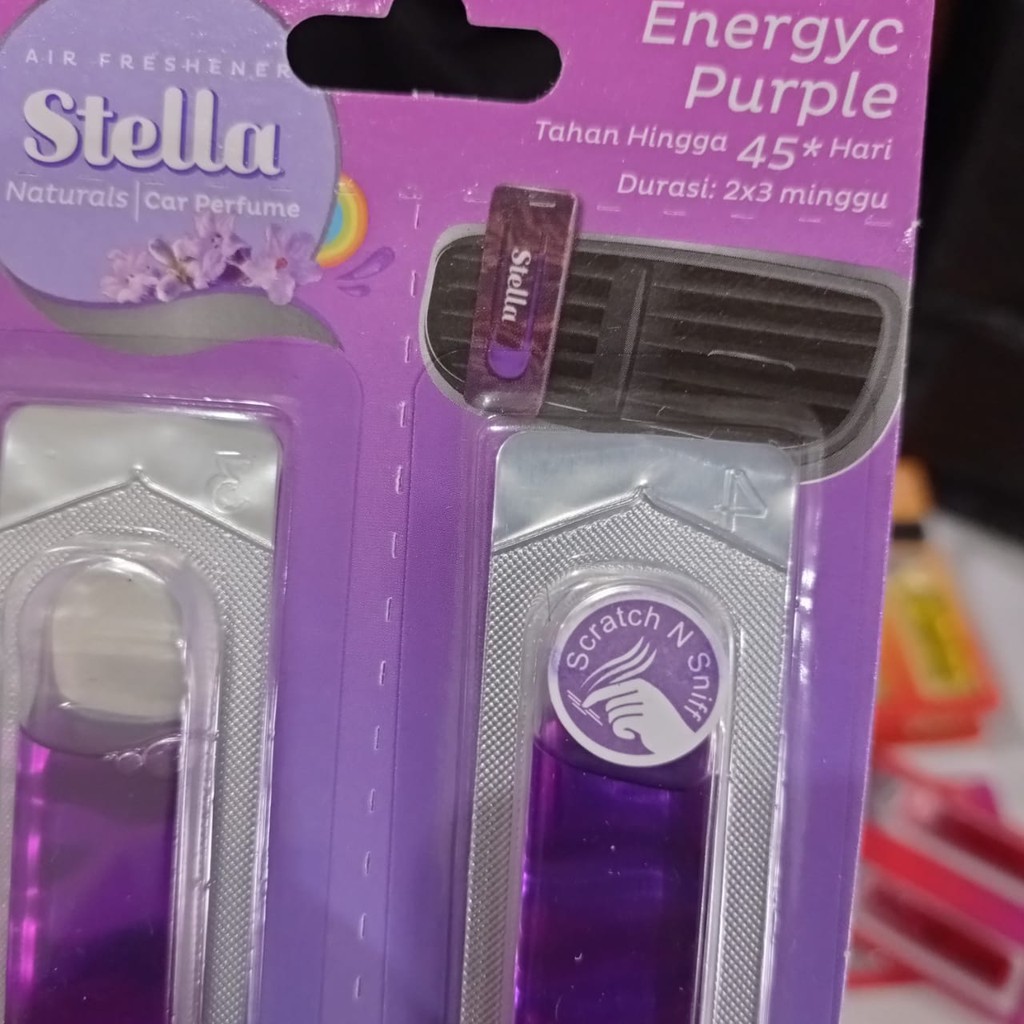 AIR FRESHENER
Stella
Naturals | Car Perfume
Energyc
Purple
Tahan Hingga 45* Hari
Durasi: 2x3 minggu
Stella
3
4
Scratch N Sniff